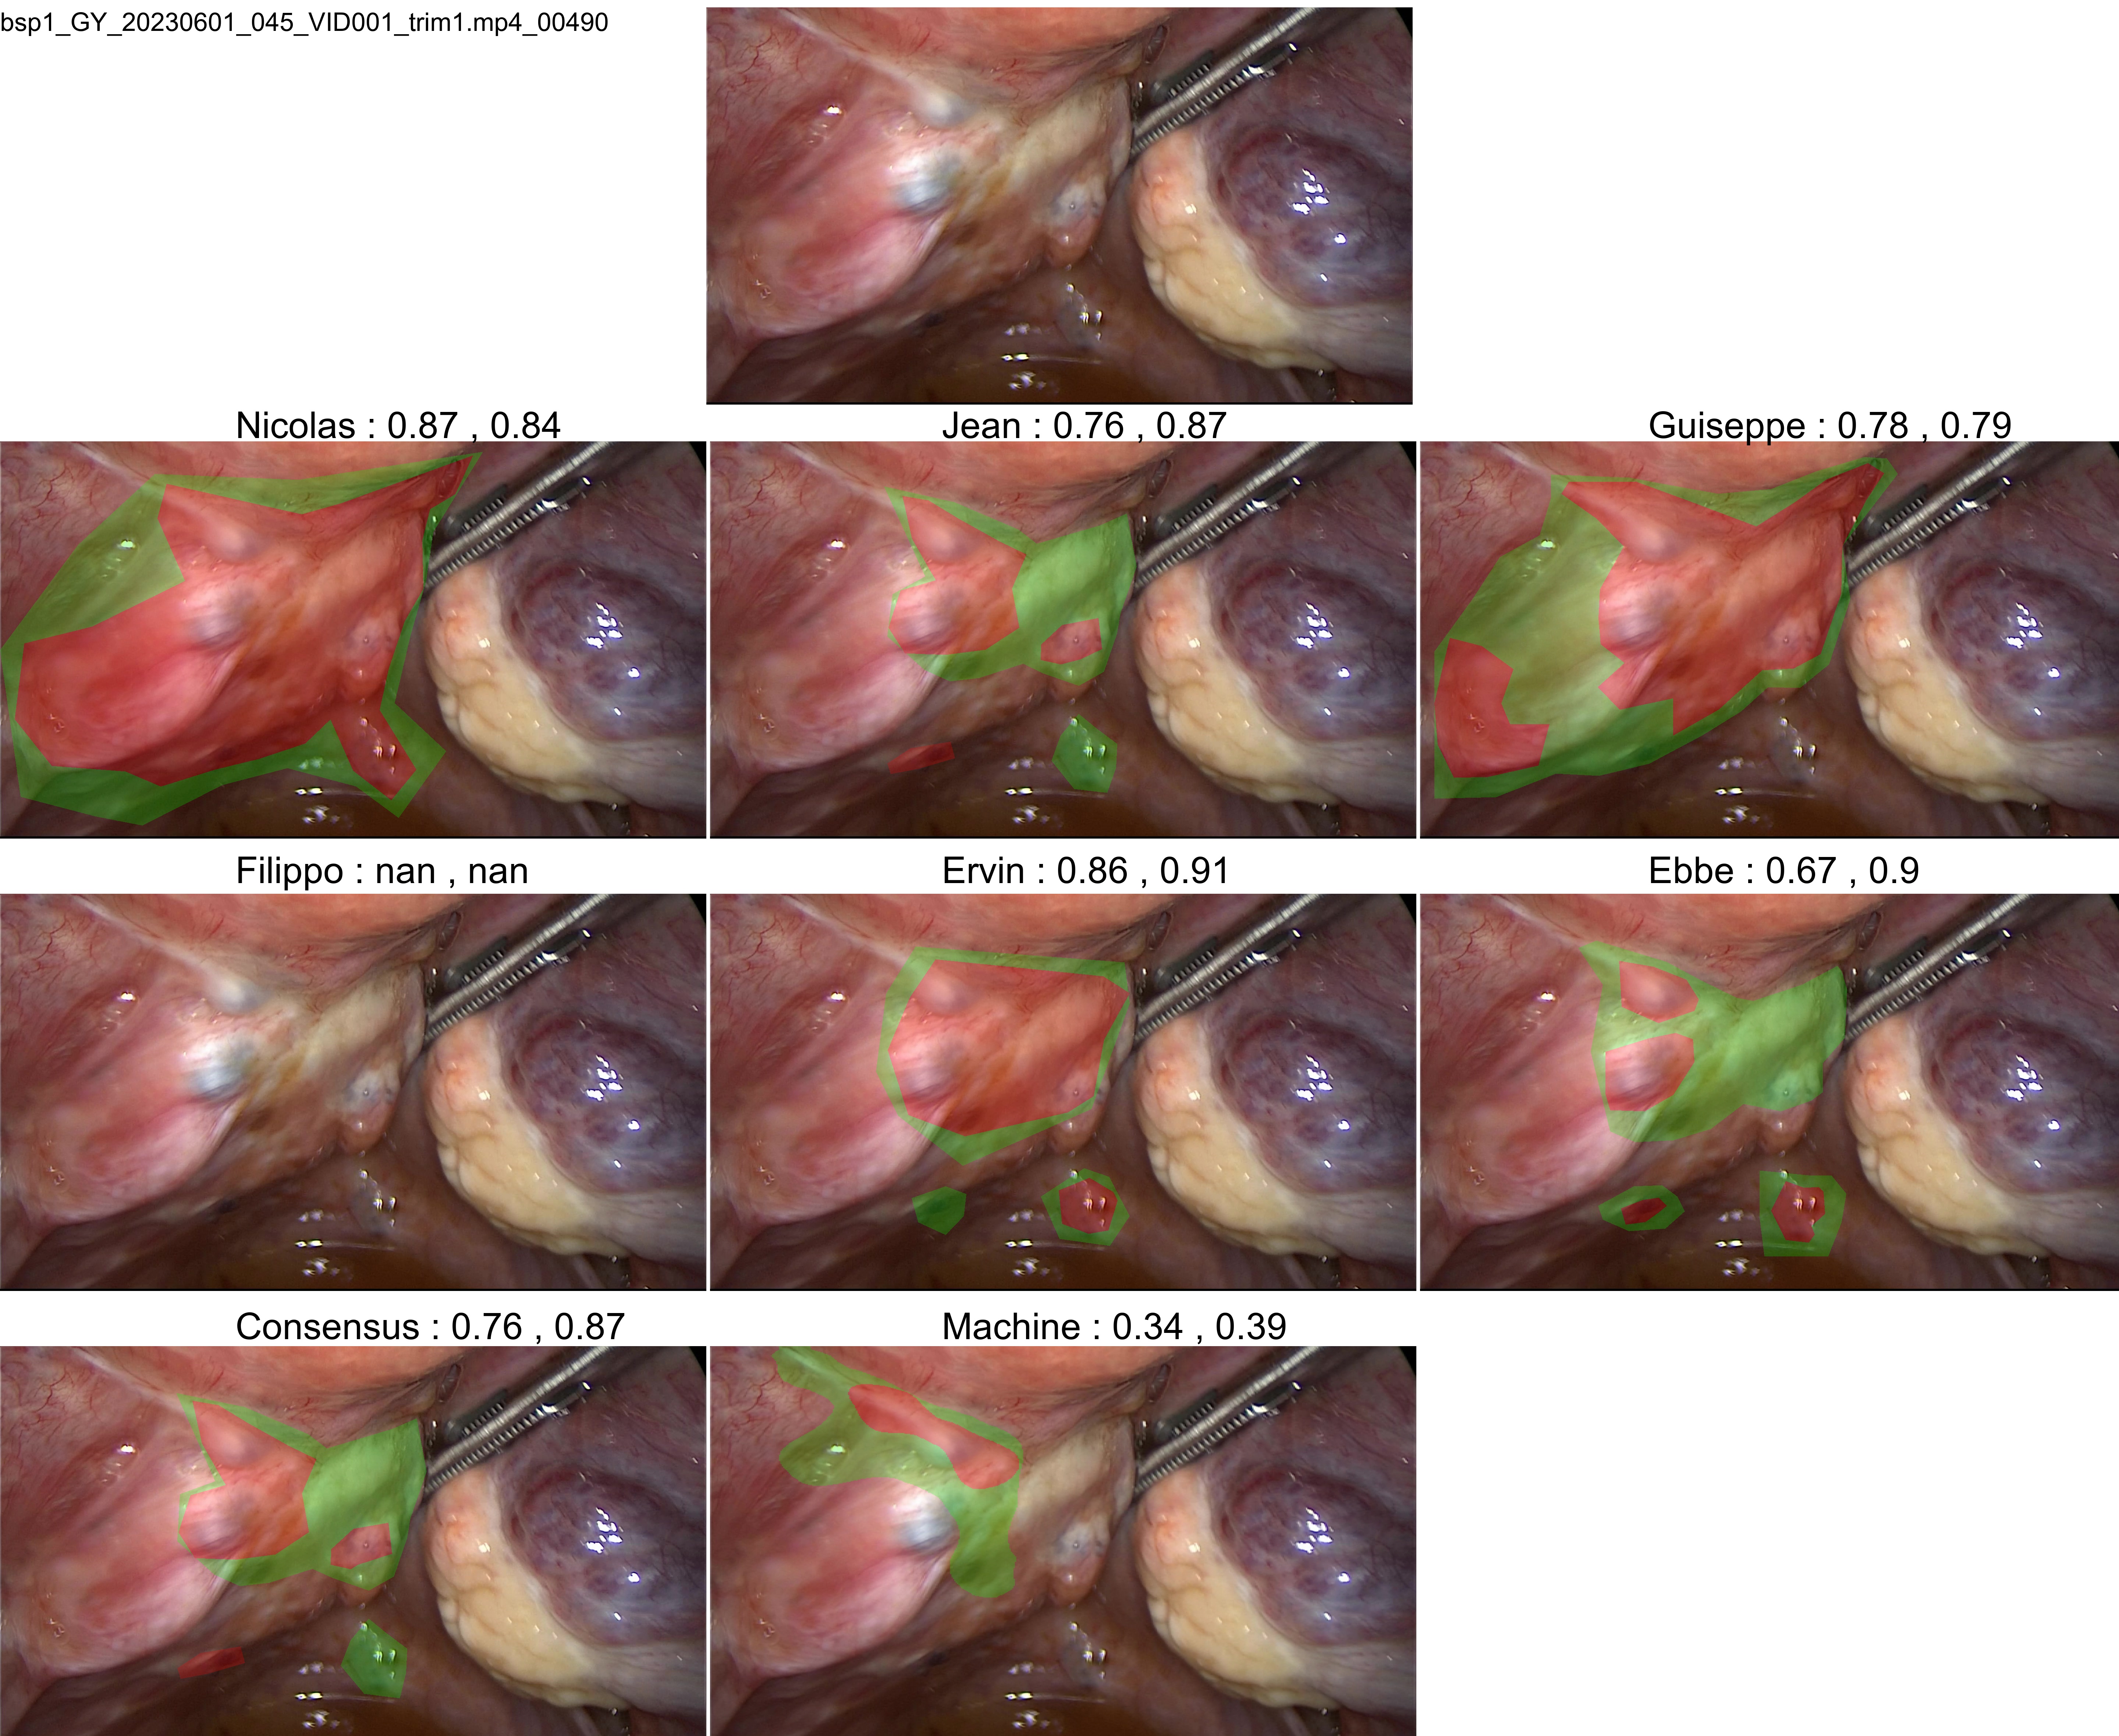 bsp1_GY_20230601_045_VID001_trim1.mp4_00490
Nicolas : 0.87 , 0.84
Jean : 0.76 , 0.87
Guiseppe : 0.78 , 0.79
Filippo : nan , nan
Ervin : 0.86 , 0.91
Ebbe : 0.67 , 0.9
Consensus : 0.76 , 0.87
Machine : 0.34 , 0.39